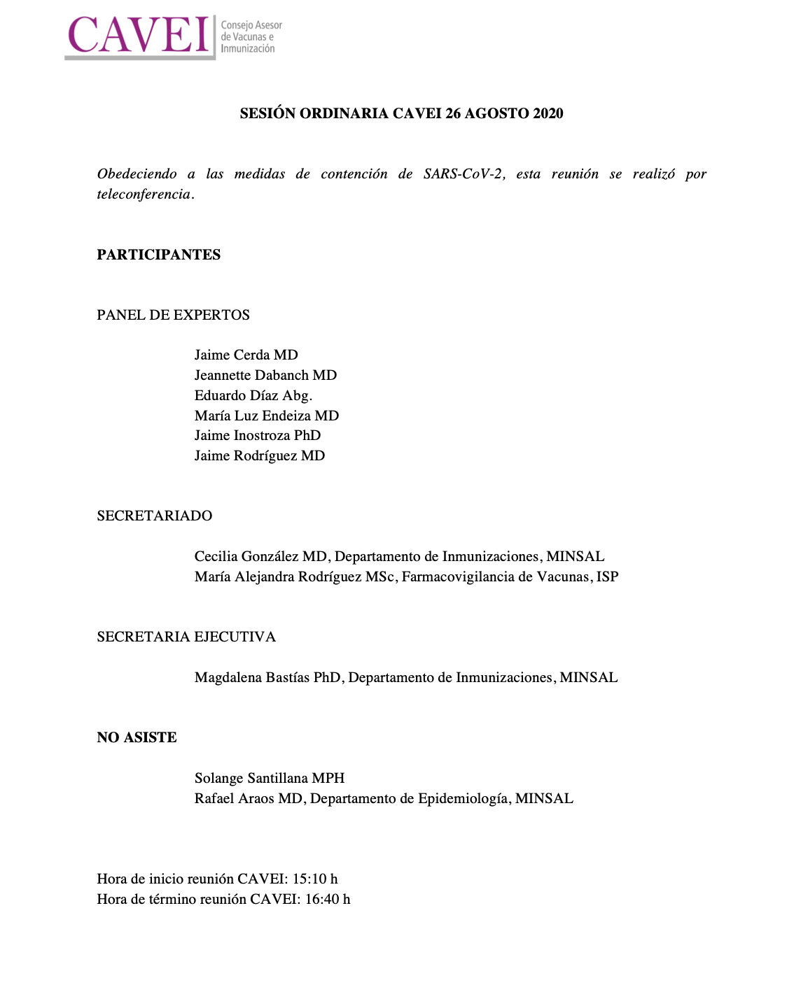 CAVEI
Consejo Asesor
de Vacunas e
Inmunización
SESIÓN ORDINARIA CAVEI 26 AGOSTO 2020
Obedeciendo a las medidas de contención de SARS-CoV-2, esta reunión se realizó por
teleconferencia.
PARTICIPANTES
PANEL DE EXPERTOS
Jaime Cerda MD
Jeannette Dabanch MD
Eduardo Díaz Abg.
María Luz Endeiza MD
Jaime Inostroza PhD
Jaime Rodríguez MD
SECRETARIADO
Cecilia González MD, Departamento de Inmunizaciones, MINSAL
María Alejandra Rodríguez MSc, Farmacovigilancia de Vacunas, ISP
SECRETARIA EJECUTIVA
Magdalena Bastías PhD, Departamento de Inmunizaciones, MINSAL
NO ASISTE
Solange Santillana MPH
Rafael Araos MD, Departamento de Epidemiología, MINSAL
Hora de inicio reunión CAVEI: 15:10 h
Hora de término reunión CAVEI: 16:40 h